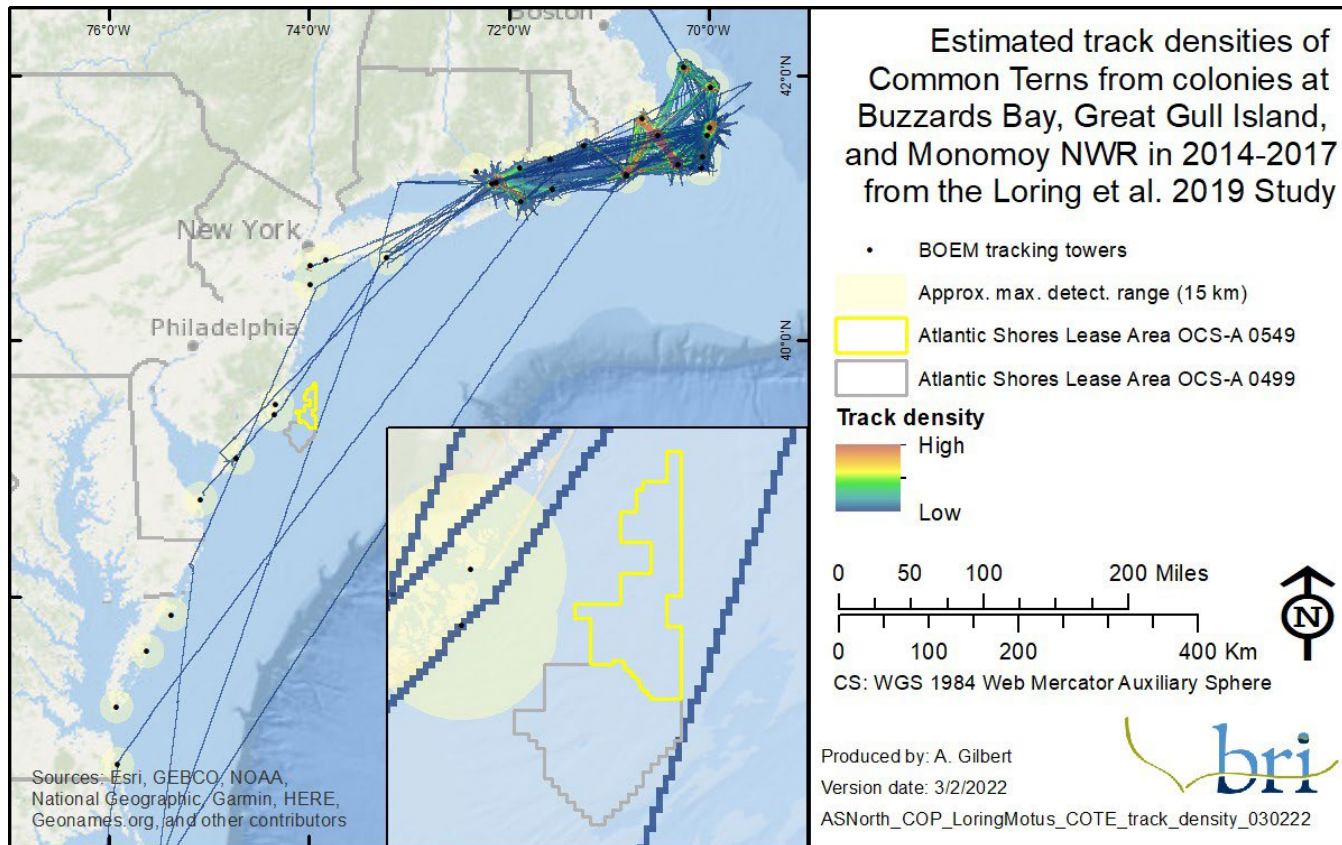 76°0'W
74°0'W
72°0'W
70°0'W
Boston
42°0'N
New York
Philadelphia
40°0'N
Sources: Esri, GEBCO, NOAA,
National Geographic, Garmin, HERE,
Geonames.org, and other contributors
Estimated track densities of
Common Terns from colonies at
Buzzards Bay, Great Gull Island,
and Monomoy NWR in 2014-2017
from the Loring et al. 2019 Study
BOEM tracking towers
Approx. max. detect. range (15 km)
Atlantic Shores Lease Area OCS-A 0549
Atlantic Shores Lease Area OCS-A 0499
Track density
High
Low
0 50 100 200 Miles
0 100 200 400 Km
N
CS: WGS 1984 Web Mercator Auxiliary Sphere
Produced by: A. Gilbert
Version date: 3/2/2022
bri
ASNorth_COP_LoringMotus_COTE_track_density_030222